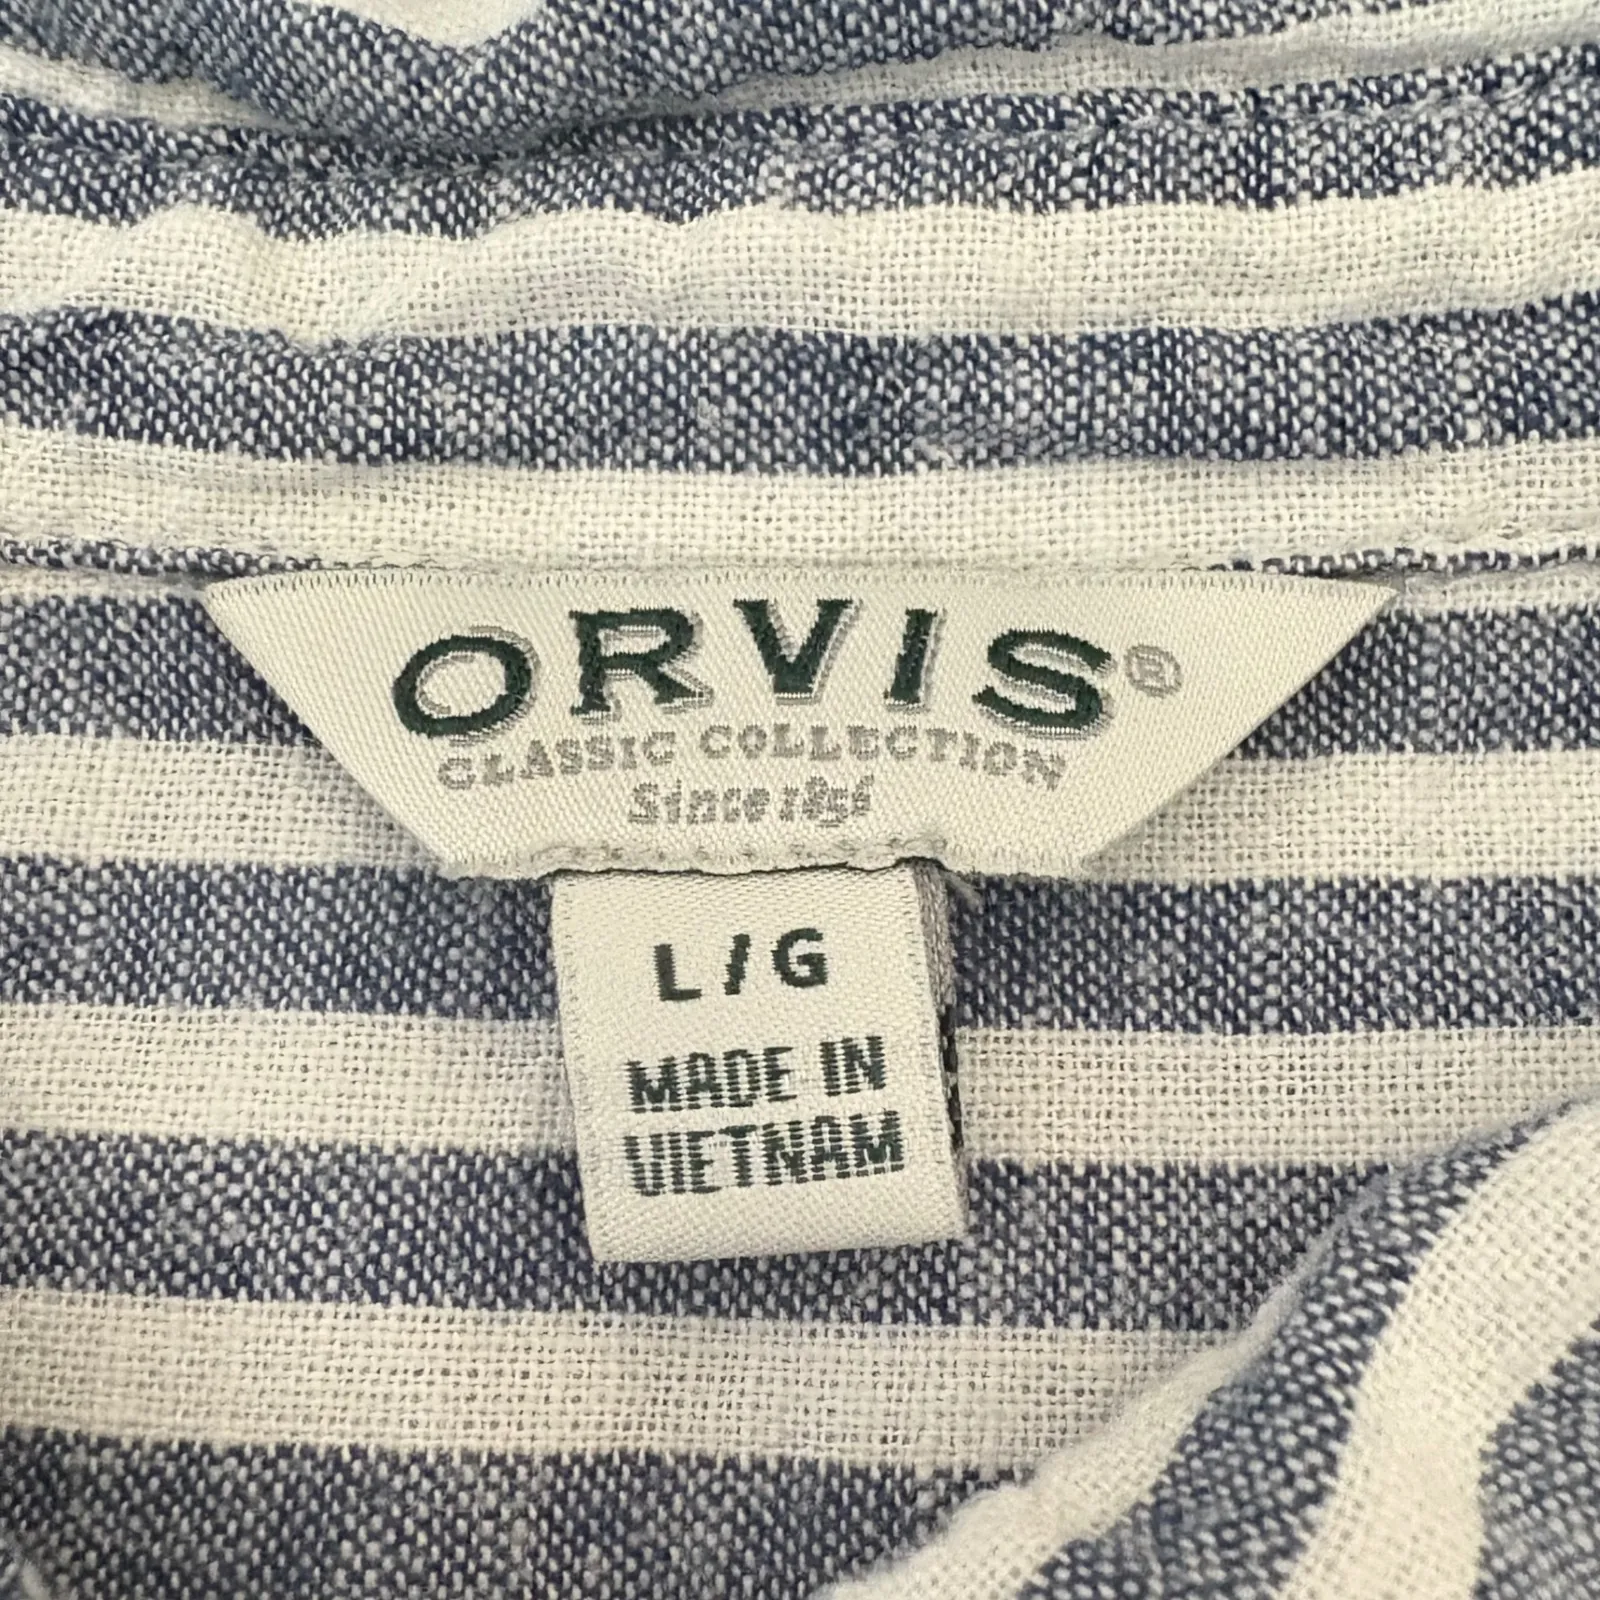 ORVIS®
CLASSIC COLLECTION
Since 1856
L/G
MADE IN
VIETNAM